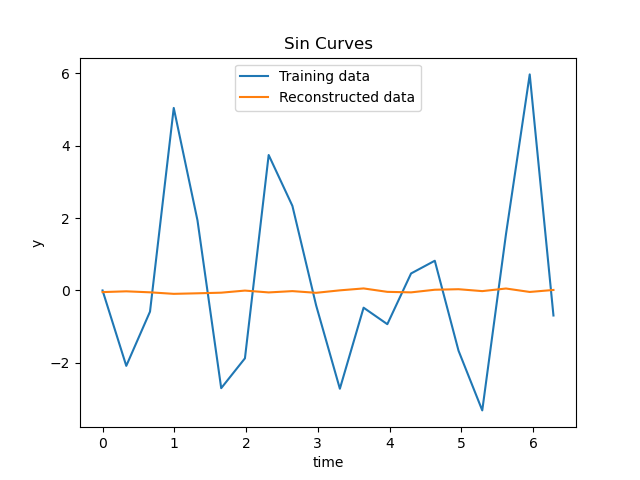 Sin Curves
Training data
Reconstructed data
6
4
2
0
−2
y
0 1 2 3 4 5 6
time